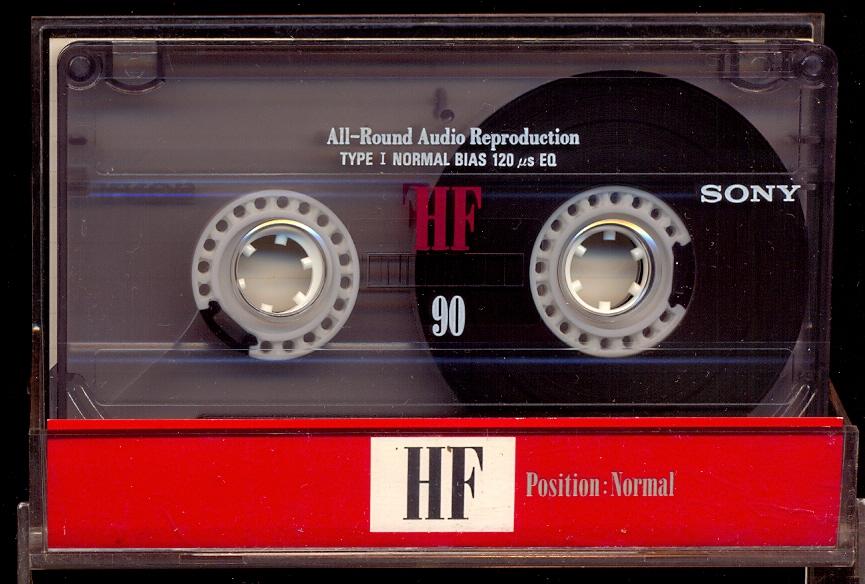 All-Round Audio Reproduction
TYPE I NORMAL BIAS 120 μs EQ
SONY
HF
90
HF
Position:Normal